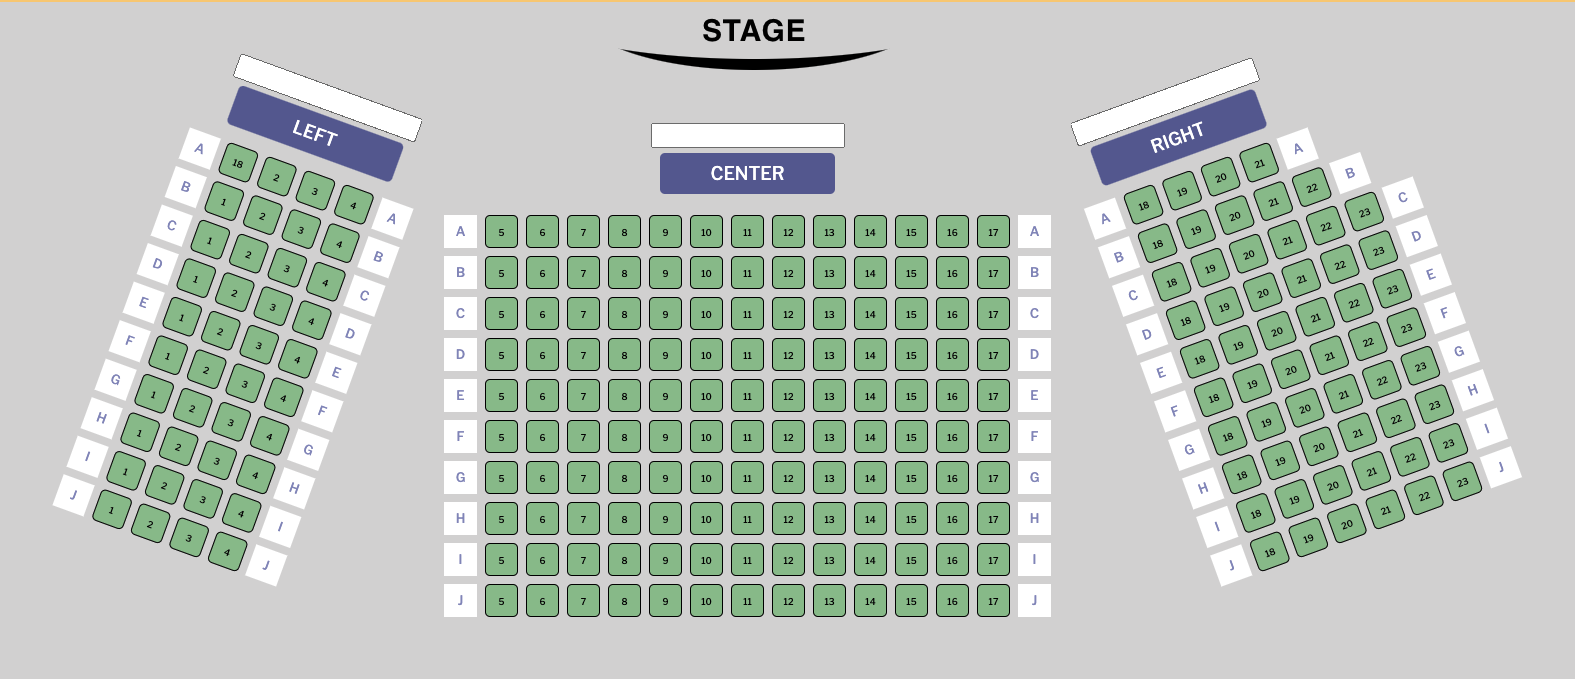 STAGE
LEFT
A 18 2 3 4 A
B 1 2 3 4 B
C 1 2 3 4 C
D 1 2 3 4 D
E 1 2 3 4 E
F 1 2 3 4 F
G 1 2 3 4 G
H 1 2 3 4 H
I 1 2 3 4 I
J 1 2 3 4 J
CENTER
A 5 6 7 8 9 10 11 12 13 14 15 16 17 A
B 5 6 7 8 9 10 11 12 13 14 15 16 17 B
C 5 6 7 8 9 10 11 12 13 14 15 16 17 C
D 5 6 7 8 9 10 11 12 13 14 15 16 17 D
E 5 6 7 8 9 10 11 12 13 14 15 16 17 E
F 5 6 7 8 9 10 11 12 13 14 15 16 17 F
G 5 6 7 8 9 10 11 12 13 14 15 16 17 G
H 5 6 7 8 9 10 11 12 13 14 15 16 17 H
I 5 6 7 8 9 10 11 12 13 14 15 16 17 I
J 5 6 7 8 9 10 11 12 13 14 15 16 17 J
RIGHT
A 18 19 20 21 A
B 18 19 20 21 22 B
C 18 19 20 21 22 23 C
D 18 19 20 21 22 23 D
E 18 19 20 21 22 23 E
F 18 19 20 21 22 23 F
G 18 19 20 21 22 23 G
H 18 19 20 21 22 23 H
I 18 19 20 21 22 23 I
J 18 19 20 21 22 23 J